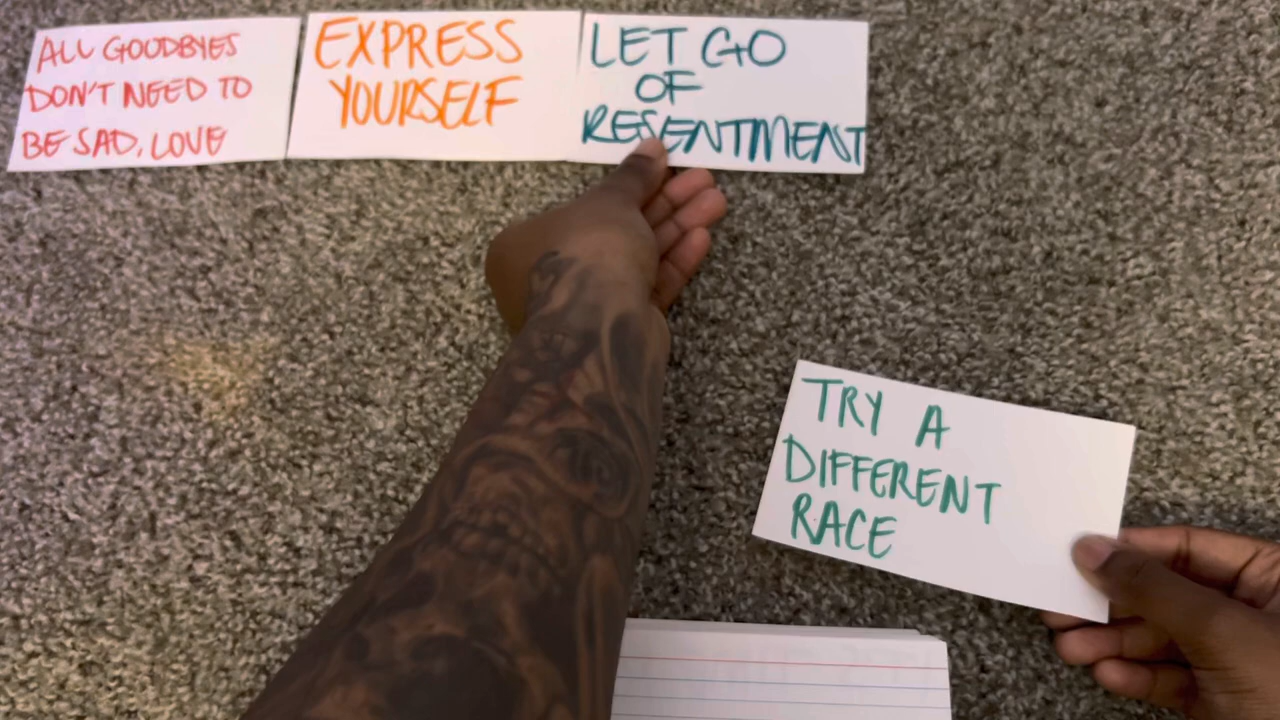 ALL GOODBYES
DON'T NEED TO
BE SAD, LOVE
EXPRESS
YOURSELF
LET GO
OF
RESENTMENT
TRY A
DIFFERENT
RACE